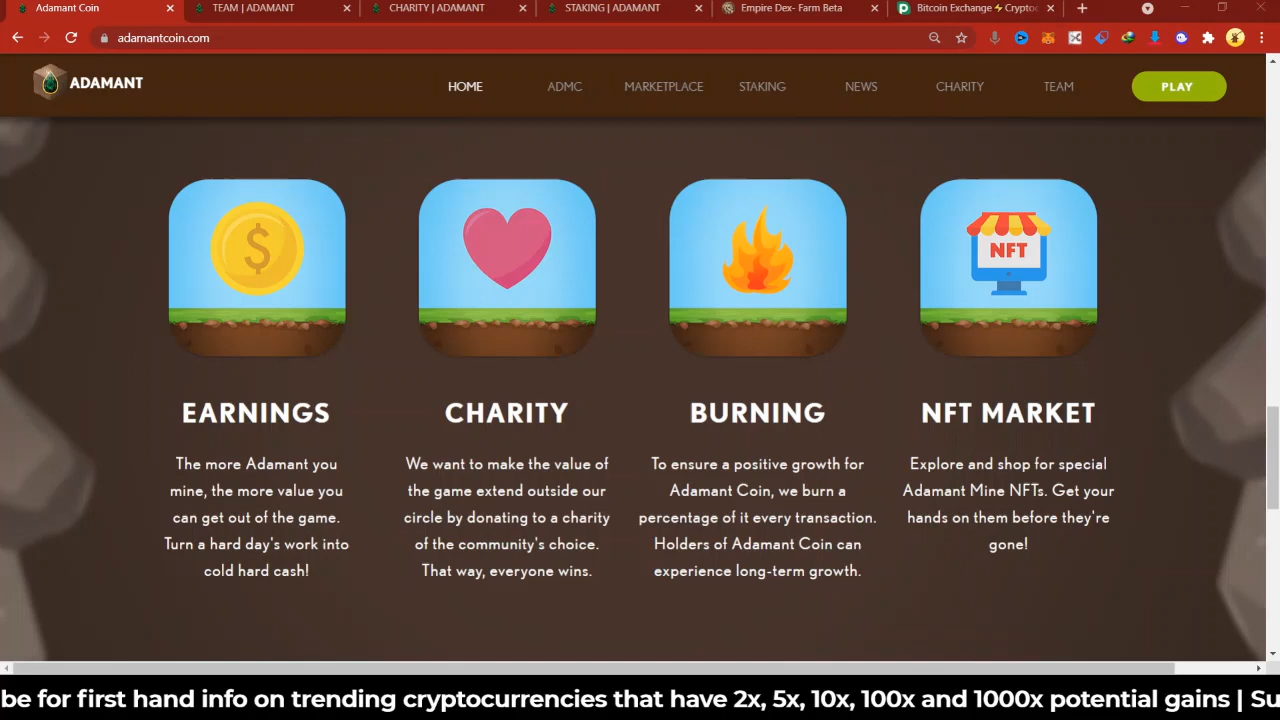 Adamant Coin
TEAM | ADAMANT
CHARITY | ADAMANT
STAKING | ADAMANT
Empire Dex- Farm Beta
Bitcoin Exchange ⚡ Cryptoc
adamantcoin.com
ADAMANT
HOME
ADMC
MARKETPLACE
STAKING
NEWS
CHARITY
TEAM
PLAY
$
NFT
EARNINGS
The more Adamant you
mine, the more value you
can get out of the game.
Turn a hard day's work into
cold hard cash!
CHARITY
We want to make the value of
the game extend outside our
circle by donating to a charity
of the community's choice.
That way, everyone wins.
BURNING
To ensure a positive growth for
Adamant Coin, we burn a
percentage of it every transaction.
Holders of Adamant Coin can
experience long-term growth.
NFT MARKET
Explore and shop for special
Adamant Mine NFTs. Get your
hands on them before they're
gone!
be for first hand info on trending cryptocurrencies that have 2x, 5x, 10x, 100x and 1000x potential gains | Su